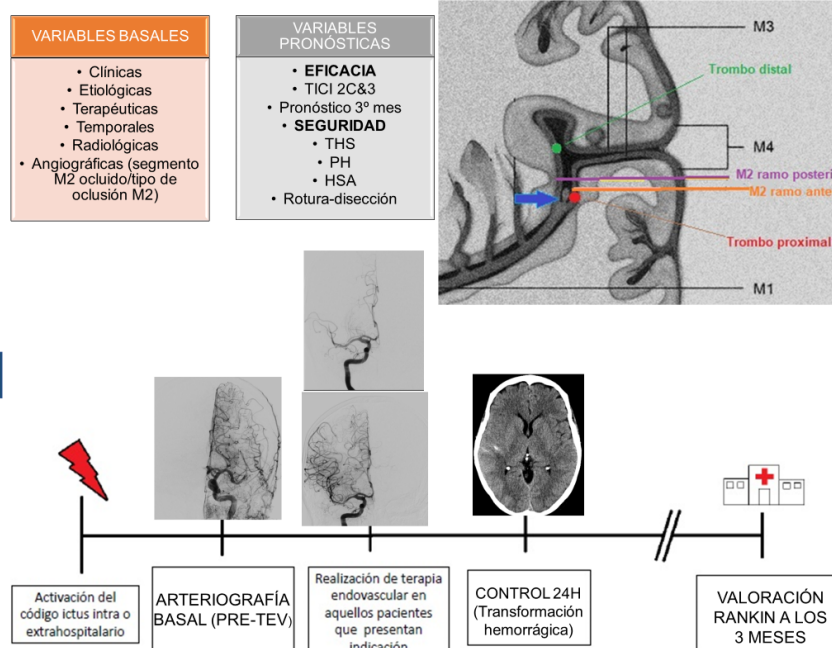 VARIABLES BASALES
• Clínicas
• Etiológicas
• Terapéuticas
• Temporales
• Radiológicas
• Angiográficas (segmento
M2 ocluido/tipo de
oclusión M2)
VARIABLES
PRONÓSTICAS
• EFICACIA
• TICI 2C&3
• Pronóstico 3º mes
• SEGURIDAD
• THS
• PH
• HSA
• Rotura-disección
M3
Trombo distal
M4
M2 ramo posteri
M2 ramo ante
Trombo proximal
M1
Activación del
código ictus intra o
extrahospitalario
ARTERIOGRAFÍA
BASAL (PRE-TEV)
Realización de terapia
endovascular en
aquellos pacientes
que presentan
indicación
CONTROL 24H
(Transformación
hemorrágica)
VALORACIÓN
RANKIN A LOS
3 MESES